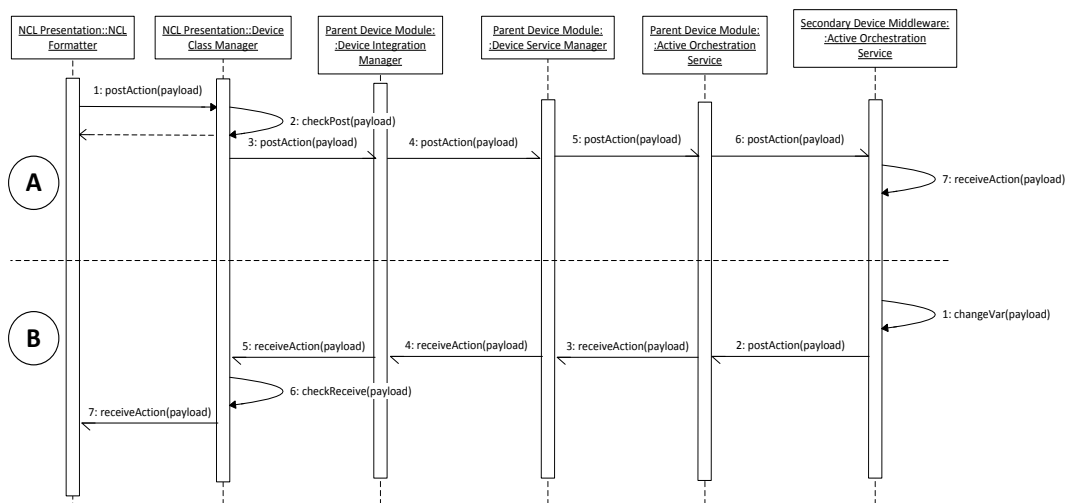 NCL Presentation::NCL
Formatter
NCL Presentation::Device
Class Manager
Parent Device Module:
:Device Integration
Manager
Parent Device Module:
:Device Service Manager
Parent Device Module:
:Active Orchestration
Service
Secondary Device Middleware:
:Active Orchestration
Service
1: postAction(payload)
2: checkPost(payload)
3: postAction(payload)
4: postAction(payload)
5: postAction(payload)
6: postAction(payload)
7: receiveAction(payload)
A
B
1: changeVar(payload)
2: postAction(payload)
3: receiveAction(payload)
4: receiveAction(payload)
5: receiveAction(payload)
6: checkReceive(payload)
7: receiveAction(payload)